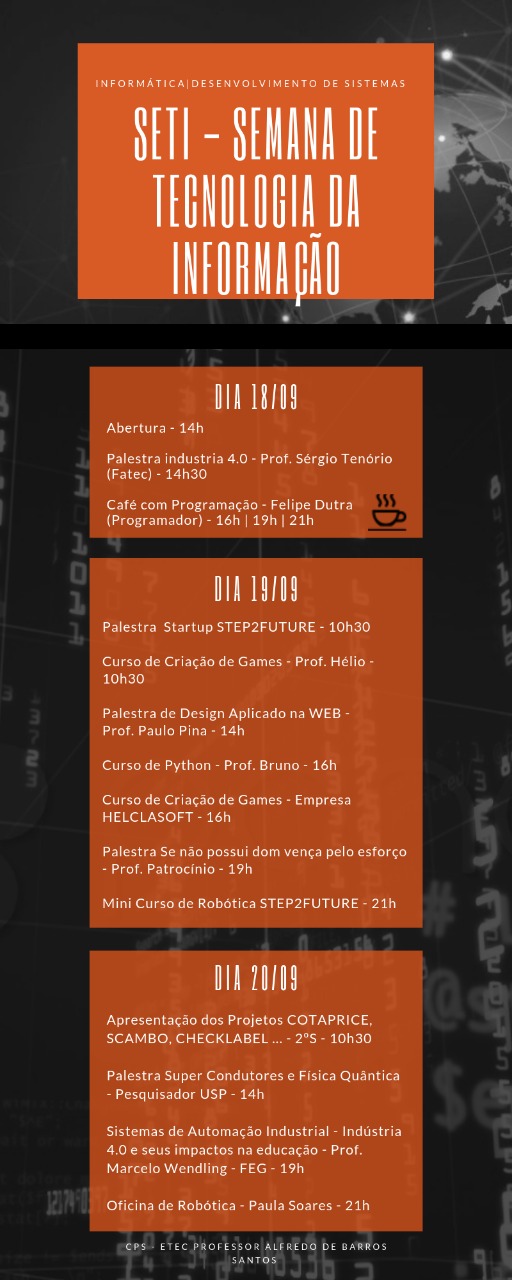 INFORMÁTICA|DESENVOLVIMENTO DE SISTEMAS
SETI - SEMANA DE
TECNOLOGIA DA
INFORMAÇÃO
DIA 18/09
Abertura - 14h
Palestra industria 4.0 - Prof. Sérgio Tenório
(Fatec) - 14h30
Café com Programação - Felipe Dutra
(Programador) - 16h | 19h | 21h
DIA 19/09
Palestra Startup STEP2FUTURE - 10h30
Curso de Criação de Games - Prof. Hélio -
10h30
Palestra de Design Aplicado na WEB -
Prof. Paulo Pina - 14h
Curso de Python - Prof. Bruno - 16h
Curso de Criação de Games - Empresa
HELCLASOFT - 16h
Palestra Se não possui dom vença pelo esforço
- Prof. Patrocínio - 19h
Mini Curso de Robótica STEP2FUTURE - 21h
DIA 20/09
Apresentação dos Projetos COTAPRICE,
SCAMBO, CHECKLABEL ... - 2ºS - 10h30
Palestra Super Condutores e Física Quântica
- Pesquisador USP - 14h
Sistemas de Automação Industrial - Indústria
4.0 e seus impactos na educação - Prof.
Marcelo Wendling - FEG - 19h
Oficina de Robótica - Paula Soares - 21h
CPS - ETEC PROFESSOR ALFREDO DE BARROS
SANTOS